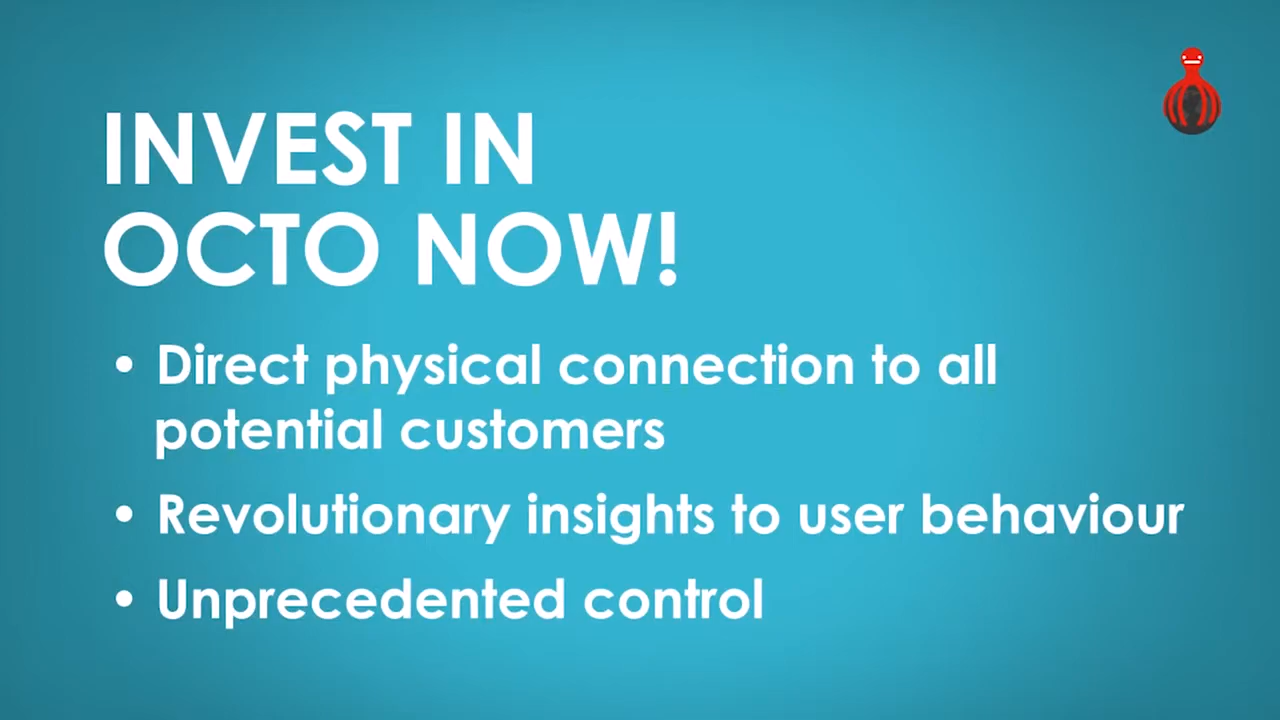 INVEST IN
OCTO NOW!
• Direct physical connection to all
potential customers
• Revolutionary insights to user behaviour
• Unprecedented control